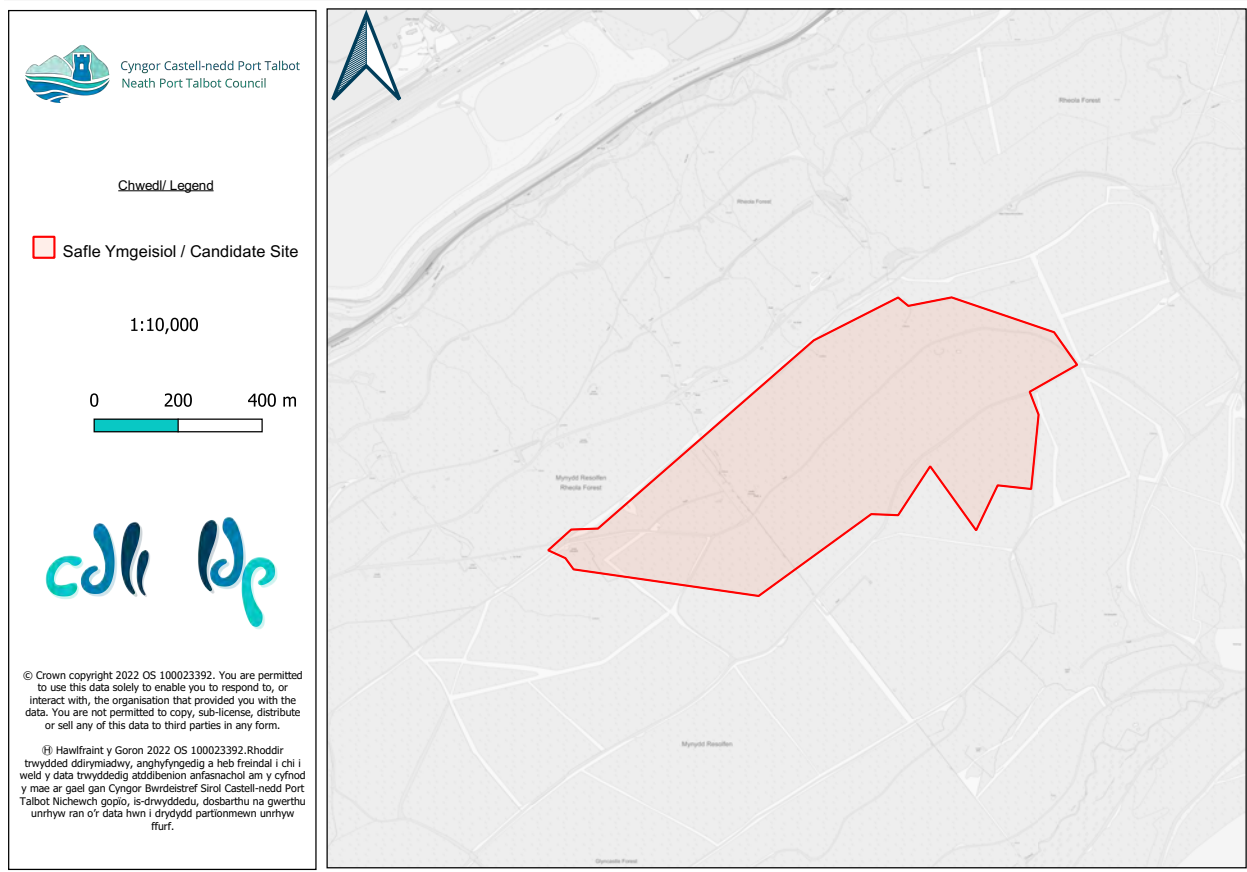 Cyngor Castell-nedd Port Talbot
Neath Port Talbot Council
Chwedl/ Legend
Safle Ymgeisiol / Candidate Site
1:10,000
0 200 400 m
cdll ldp
© Crown copyright 2022 OS 100023392. You are permitted
to use this data solely to enable you to respond to, or
interact with, the organisation that provided you with the
data. You are not permitted to copy, sub-license, distribute
or sell any of this data to third parties in any form.
Ⓗ Hawlfraint y Goron 2022 OS 100023392.Rhoddir
trwydded ddirymiadwy, anghyfyngedig a heb freindal i chi i
weld y data trwyddedig atddibenion anfasnachol am y cyfnod
y mae ar gael gan Cyngor Bwrdeistref Sirol Castell-nedd Port
Talbot Nichewch gopïo, is-drwyddedu, dosbarthu na gwerthu
unrhyw ran o'r data hwn i drydydd partïonmewn unrhyw
ffurf.
Rheola Forest
Rheola Forest
Mynydd Resolfen
Rheola Forest
Mynydd Resolfen
Glyncastle Forest